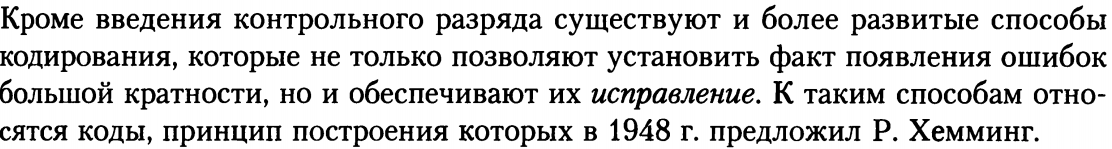 Кроме введения контрольного разряда существуют и более развитые способы
кодирования, которые не только позволяют установить факт появления ошибок
большой кратности, но и обеспечивают их исправление. К таким способам отно-
сятся коды, принцип построения которых в 1948 г. предложил Р. Хемминг.